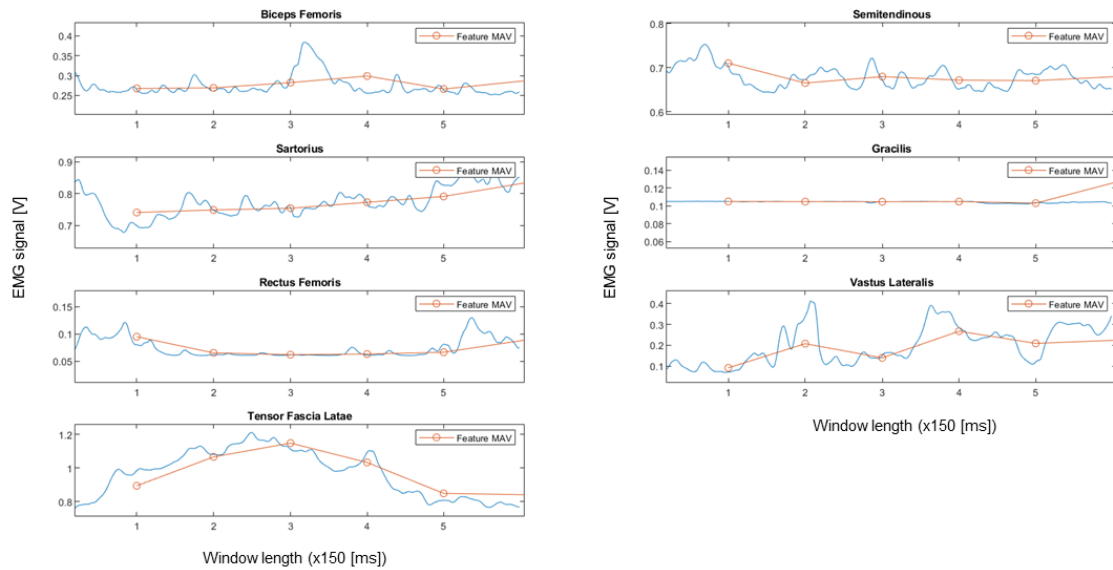 Biceps Femoris
0.4
0.35
0.3
0.25
Feature MAV
1 2 3 4 5
Sartorius
0.9
0.8
0.7
Feature MAV
1 2 3 4 5
Rectus Femoris
0.15
0.1
0.05
Feature MAV
1 2 3 4 5
Tensor Fascia Latae
1.2
1
0.8
Feature MAV
1 2 3 4 5
EMG signal [V]
Window length (x150 [ms])
Semitendinous
0.8
0.7
0.6
Feature MAV
1 2 3 4 5
Gracilis
0.14
0.12
0.1
0.08
0.06
Feature MAV
1 2 3 4 5
Vastus Lateralis
0.4
0.3
0.2
0.1
Feature MAV
1 2 3 4 5
EMG signal [V]
Window length (x150 [ms])